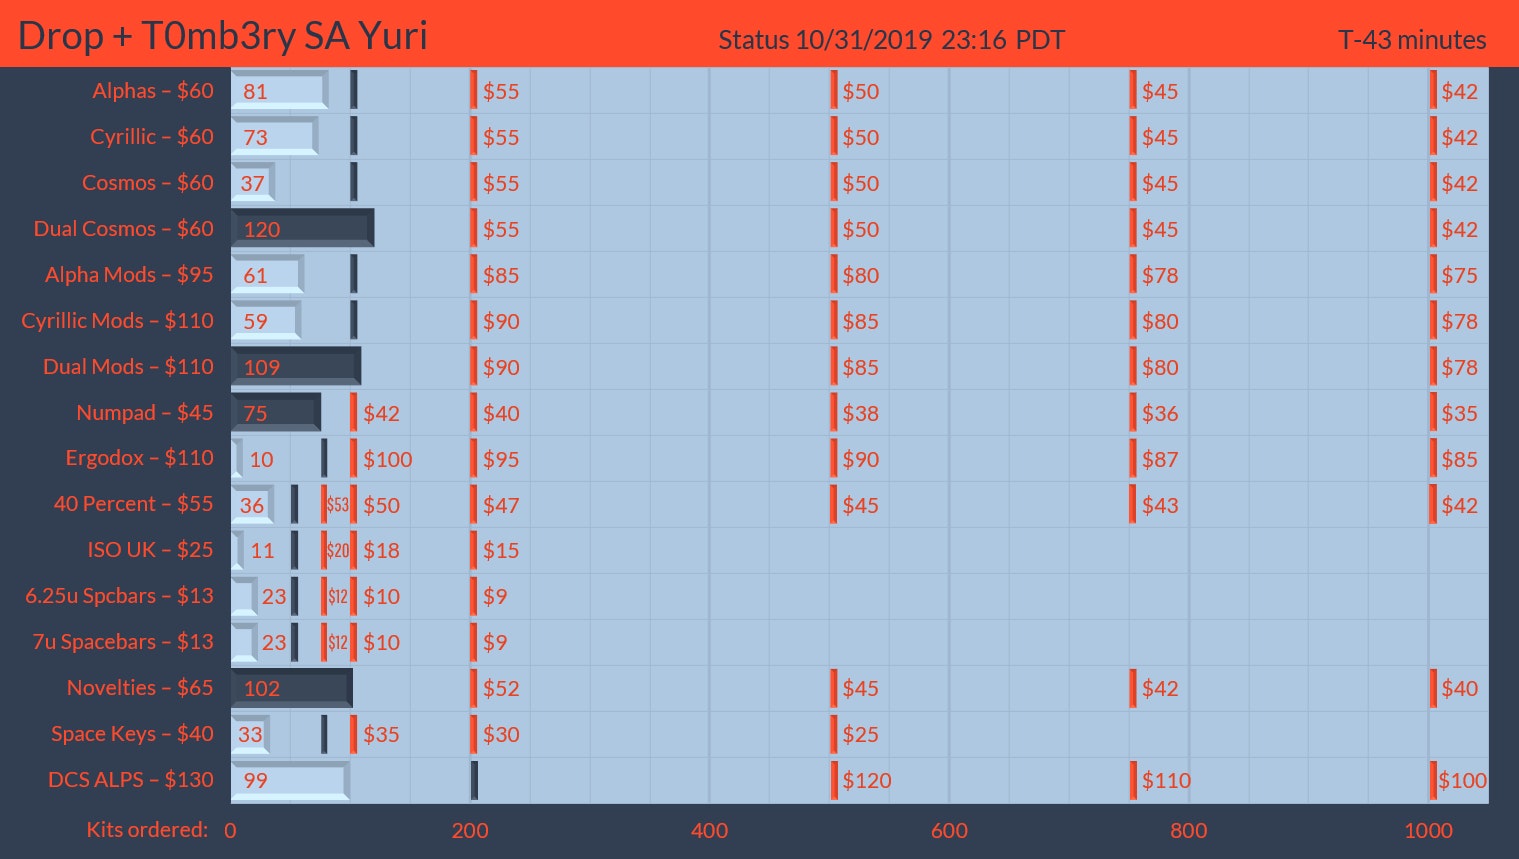 Drop + T0mb3ry SA Yuri Status 10/31/2019 23:16 PDT T-43 minutes
Alphas – $60 81 $55 $50 $45 $42
Cyrillic – $60 73 $55 $50 $45 $42
Cosmos – $60 37 $55 $50 $45 $42
Dual Cosmos – $60 120 $55 $50 $45 $42
Alpha Mods – $95 61 $85 $80 $78 $75
Cyrillic Mods – $110 59 $90 $85 $80 $78
Dual Mods – $110 109 $90 $85 $80 $78
Numpad – $45 75 $42 $40 $38 $36 $35
Ergodox – $110 10 $100 $95 $90 $87 $85
40 Percent – $55 36 $53 $50 $47 $45 $43 $42
ISO UK – $25 11 $20 $18 $15
6.25u Spcbars – $13 23 $12 $10 $9
7u Spacebars – $13 23 $12 $10 $9
Novelties – $65 102 $52 $45 $42 $40
Space Keys – $40 33 $35 $30 $25
DCS ALPS – $130 99 $120 $110 $100
Kits ordered: 0 200 400 600 800 1000